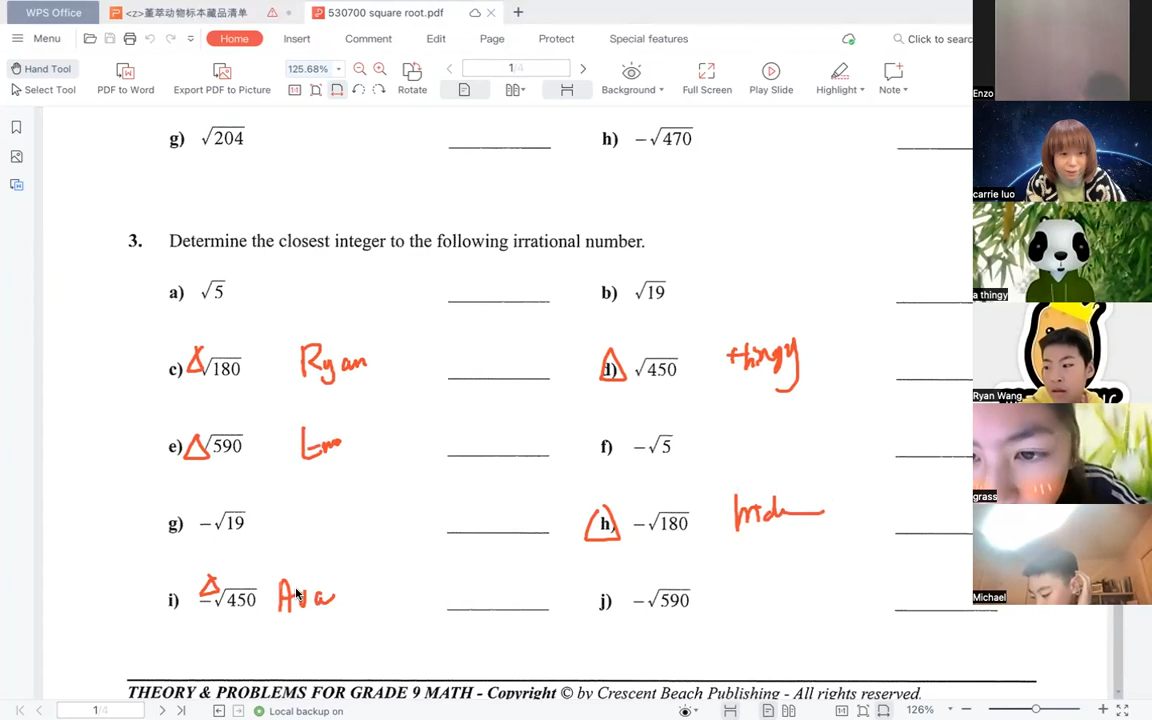 WPS Office
<z>董萃动物标本藏品清单
530700 square root.pdf
Menu
Home
Insert
Comment
Edit
Page
Protect
Special features
Click to searc
Hand Tool
Select Tool
PDF to Word
Export PDF to Picture
125.68%
Rotate
1/4
Background
Full Screen
Play Slide
Highlight
Note
g) √204
h) −√470
3. Determine the closest integer to the following irrational number.
a) √5
b) √19
c) √180 Ryan
d) √450 thingy
e) √590
f) −√5
g) −√19
h) −√180
i) −√450 Ava
j) −√590
THEORY & PROBLEMS FOR GRADE 9 MATH - Copyright © by Crescent Beach Publishing - All rights reserved.
1/4
Local backup on
126%
Enzo
carrie luo
a thingy
Ryan Wang
grass
Michael